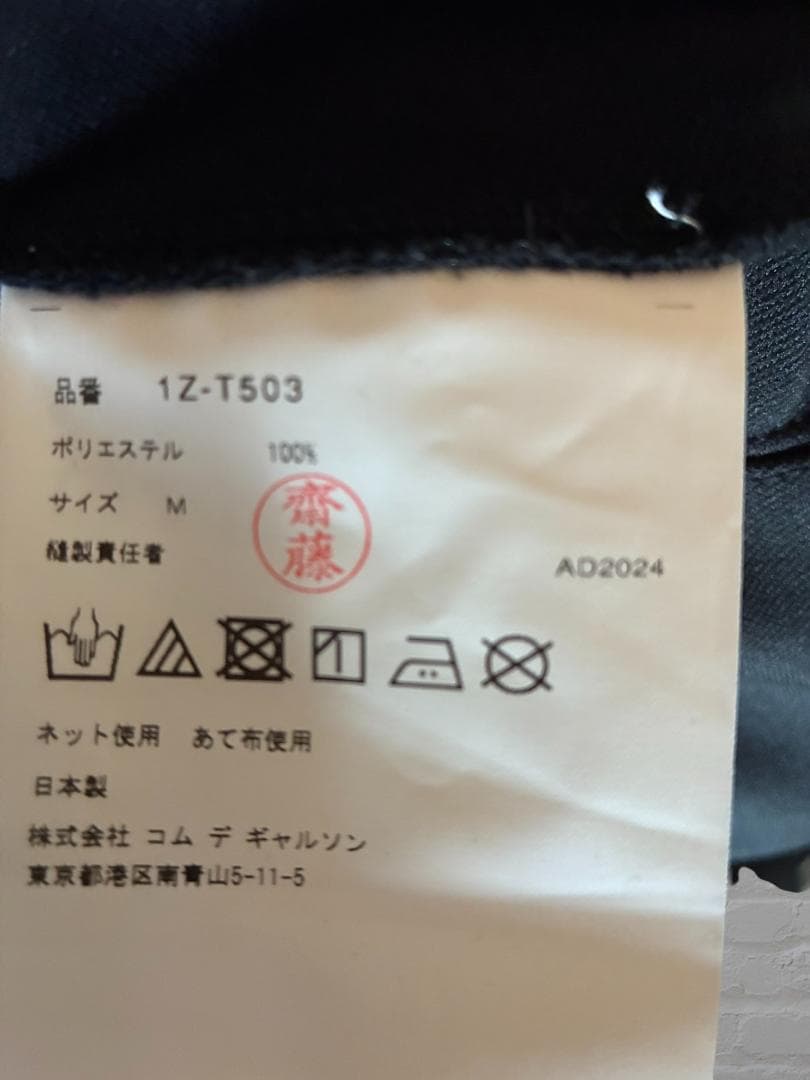 品番 1Z-T503
ポリエステル 100%
サイズ M
縫製責任者 齋藤 AD2024
ネット使用 あて布使用
日本製
株式会社 コム デ ギャルソン
東京都港区南青山5-11-5